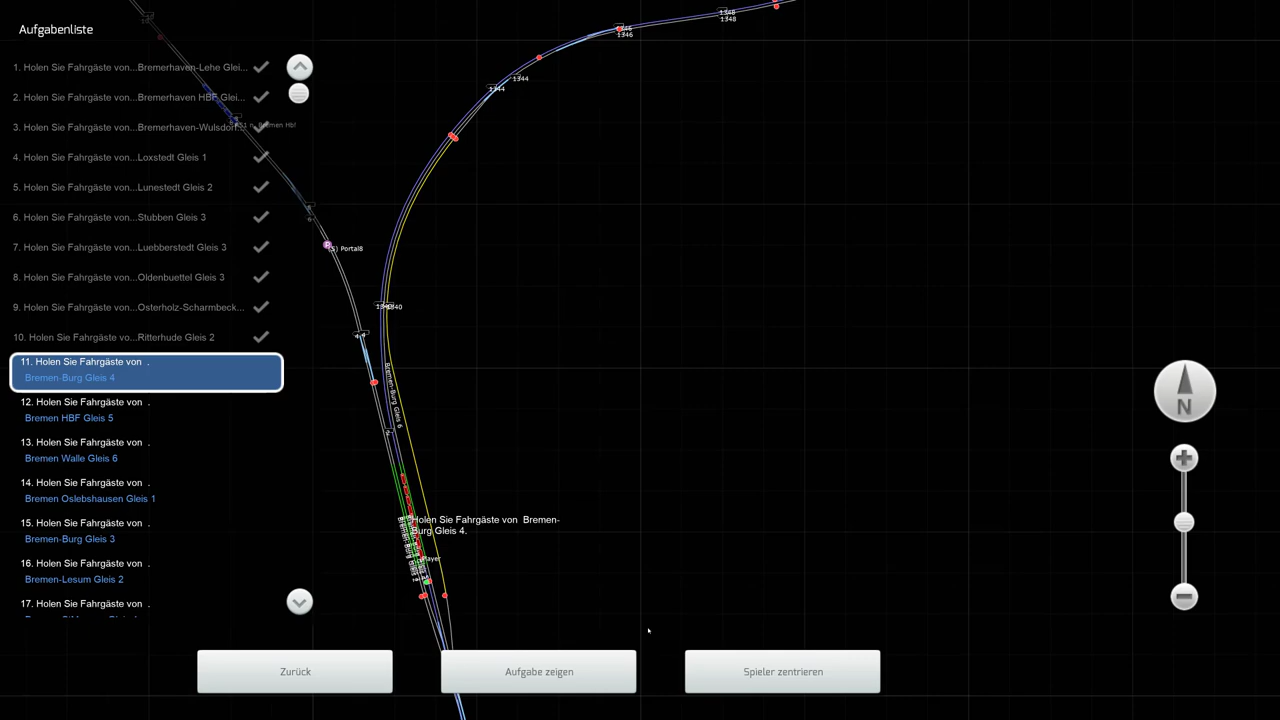 Aufgabenliste
1. Holen Sie Fahrgäste von...Bremerhaven-Lehe Glei...
2. Holen Sie Fahrgäste von...Bremerhaven HBF Glei...
3. Holen Sie Fahrgäste von...Bremerhaven-Wulsdorf...
4. Holen Sie Fahrgäste von...Loxstedt Gleis 1
5. Holen Sie Fahrgäste von...Lunestedt Gleis 2
6. Holen Sie Fahrgäste von...Stubben Gleis 3
7. Holen Sie Fahrgäste von...Luebberstedt Gleis 3
8. Holen Sie Fahrgäste von...Oldenbuettel Gleis 3
9. Holen Sie Fahrgäste von...Osterholz-Scharmbeck...
10. Holen Sie Fahrgäste vo...Ritterhude Gleis 2
11. Holen Sie Fahrgäste von .
Bremen-Burg Gleis 4
12. Holen Sie Fahrgäste von .
Bremen HBF Gleis 5
13. Holen Sie Fahrgäste von .
Bremen Walle Gleis 6
14. Holen Sie Fahrgäste von .
Bremen Oslebshausen Gleis 1
15. Holen Sie Fahrgäste von .
Bremen-Burg Gleis 3
16. Holen Sie Fahrgäste von .
Bremen-Lesum Gleis 2
17. Holen Sie Fahrgäste von .
1348
1348
1346
1346
1344
1344
Bremen Hbf
Portal8
1340
Bremen-Burg Gleis 6
Holen Sie Fahrgäste von Bremen-
Burg Gleis 4.
Player
N
Zurück
Aufgabe zeigen
Spieler zentrieren